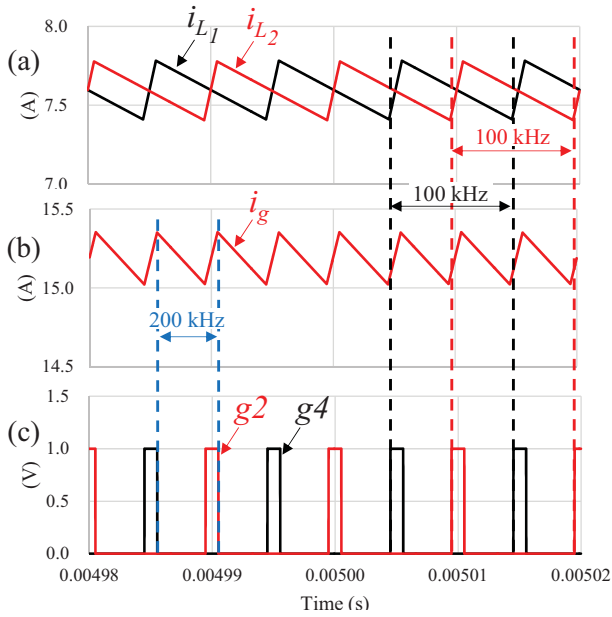 8.0
i_L1
i_L2
(a)
7.5
(A)
100 kHz
7.0
100 kHz
15.5
i_g
(b)
15.0
(A)
200 kHz
14.5
1.5
g2
g4
(c)
1.0
(V)
0.5
0.0
0.00498
0.00499
0.00500
0.00501
0.00502
Time (s)